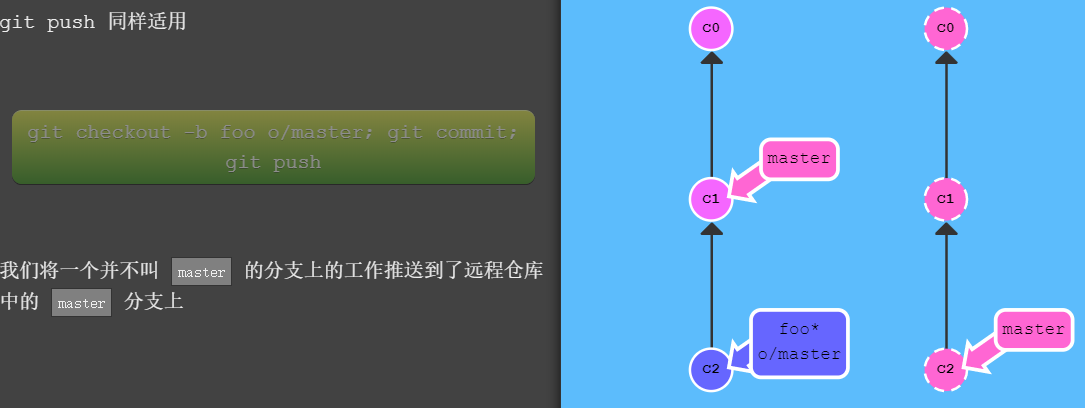 git push 同样适用
git checkout -b foo o/master; git commit;
git push
我们将一个并不叫 master 的分支上的工作推送到了远程仓库
中的 master 分支上
C0
C0
master
C1
C1
foo*
o/master
master
C2
C2